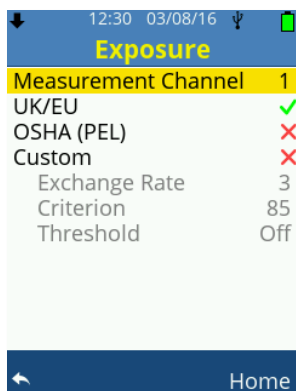 12:30 03/08/16
Exposure
Measurement Channel 1
UK/EU
OSHA (PEL)
Custom
Exchange Rate 3
Criterion 85
Threshold Off
Home